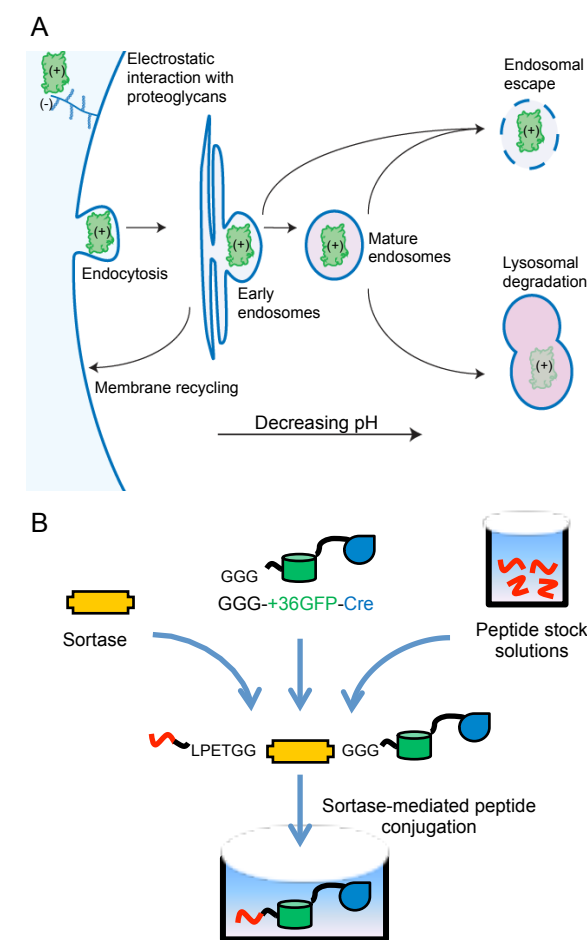 A
Electrostatic
interaction with
proteoglycans
(+)
(-)
Endosomal
escape
(+)
(+)
(+)
(+)
Mature
endosomes
Endocytosis
Early
endosomes
Lysosomal
degradation
(+)
Membrane recycling
Decreasing pH
B
GGG
GGG-+36GFP-Cre
Sortase
Peptide stock
solutions
LPETGG
GGG
Sortase-mediated peptide
conjugation